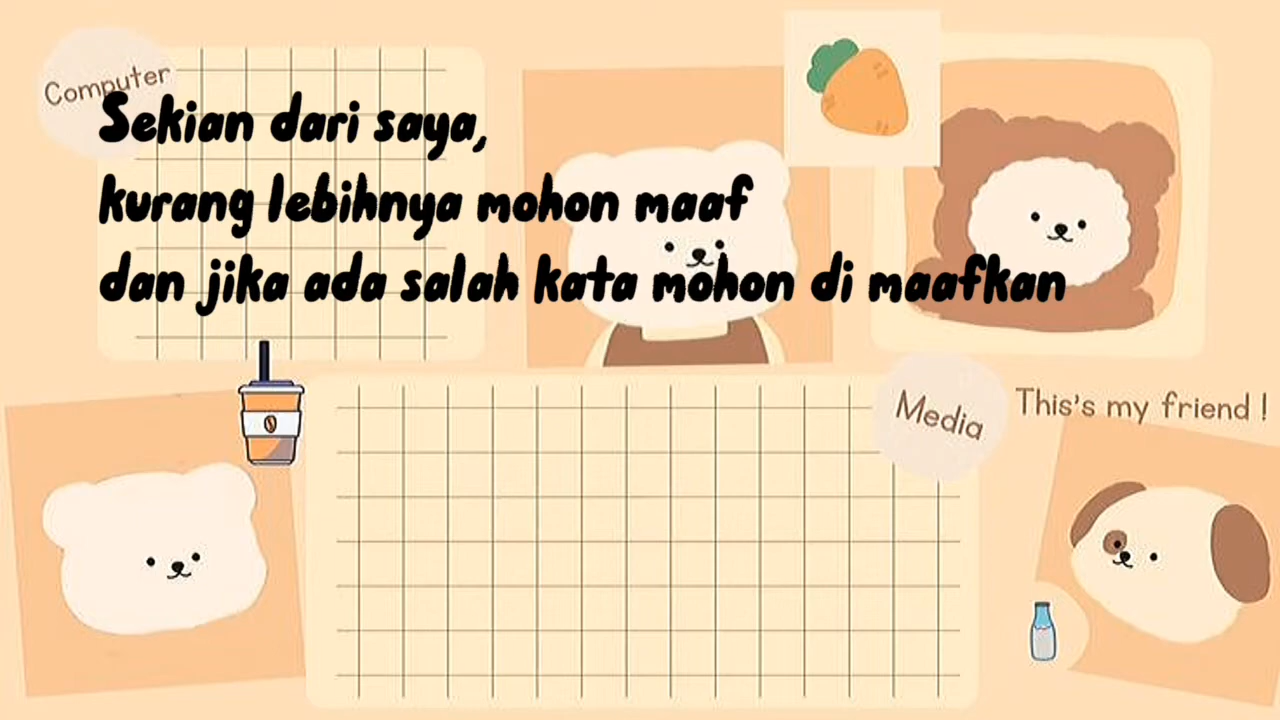 Computer
Sekian dari saya,
kurang lebihnya mohon maaf
dan jika ada salah kata mohon di maafkan
Media
This's my friend !